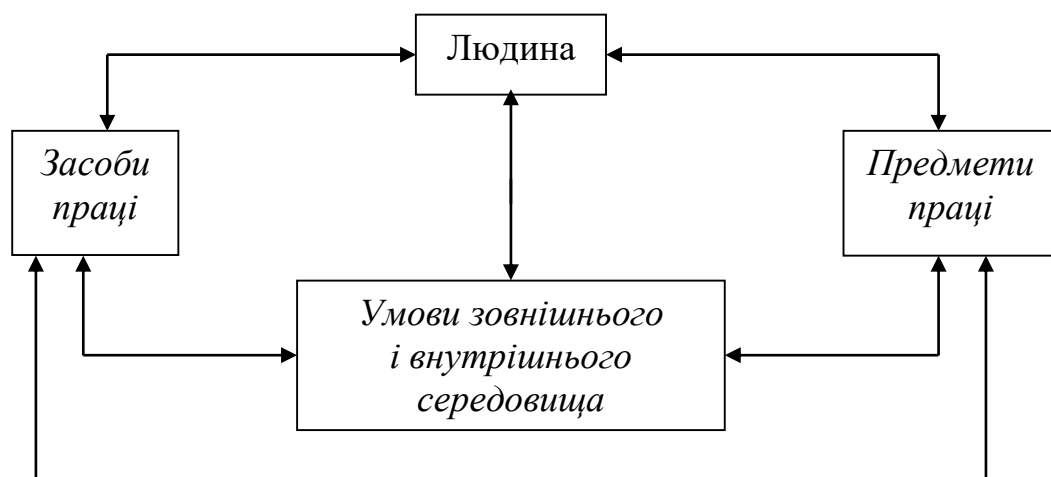 Людина
Засоби
праці
Предмети
праці
Умови зовнішнього
і внутрішнього
середовища